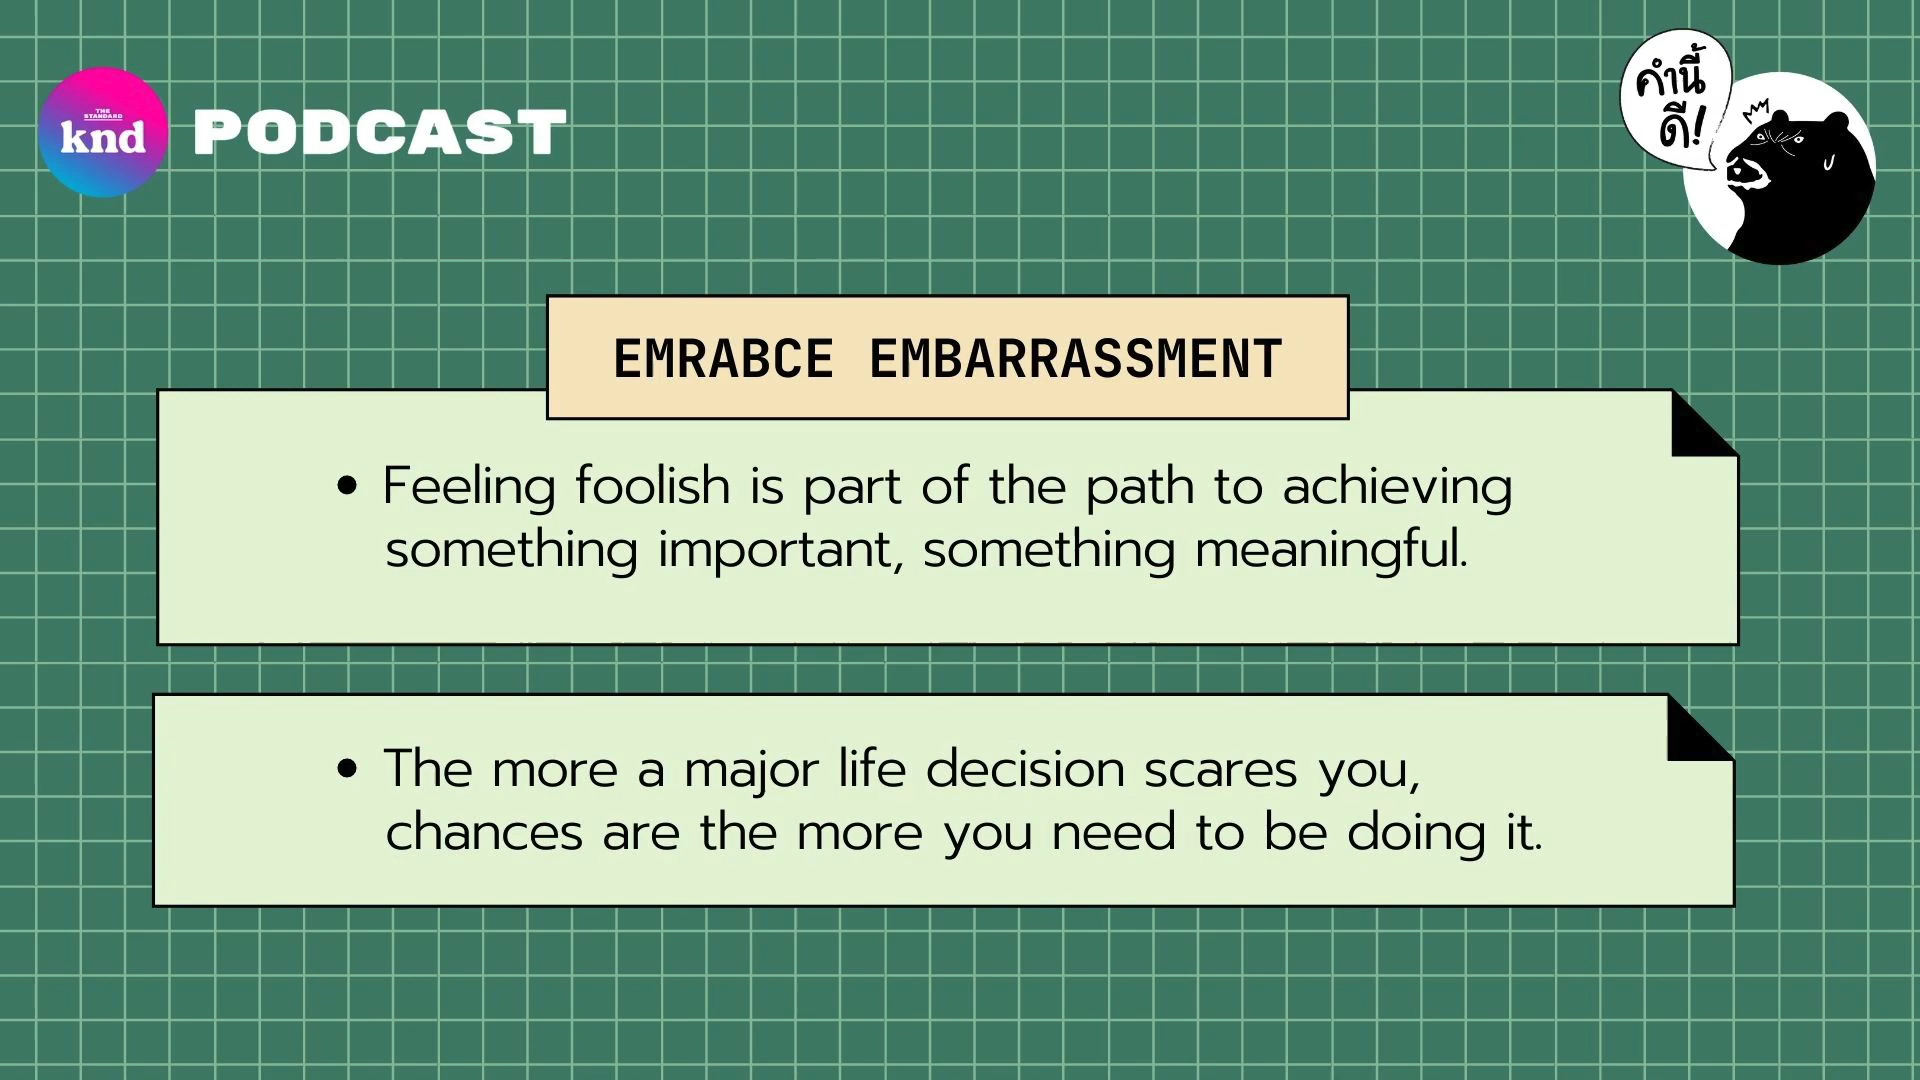 THE
STANDARD
knd
PODCAST
คำนี้
ดี!
EMRABCE EMBARRASSMENT
• Feeling foolish is part of the path to achieving
something important, something meaningful.
• The more a major life decision scares you,
chances are the more you need to be doing it.